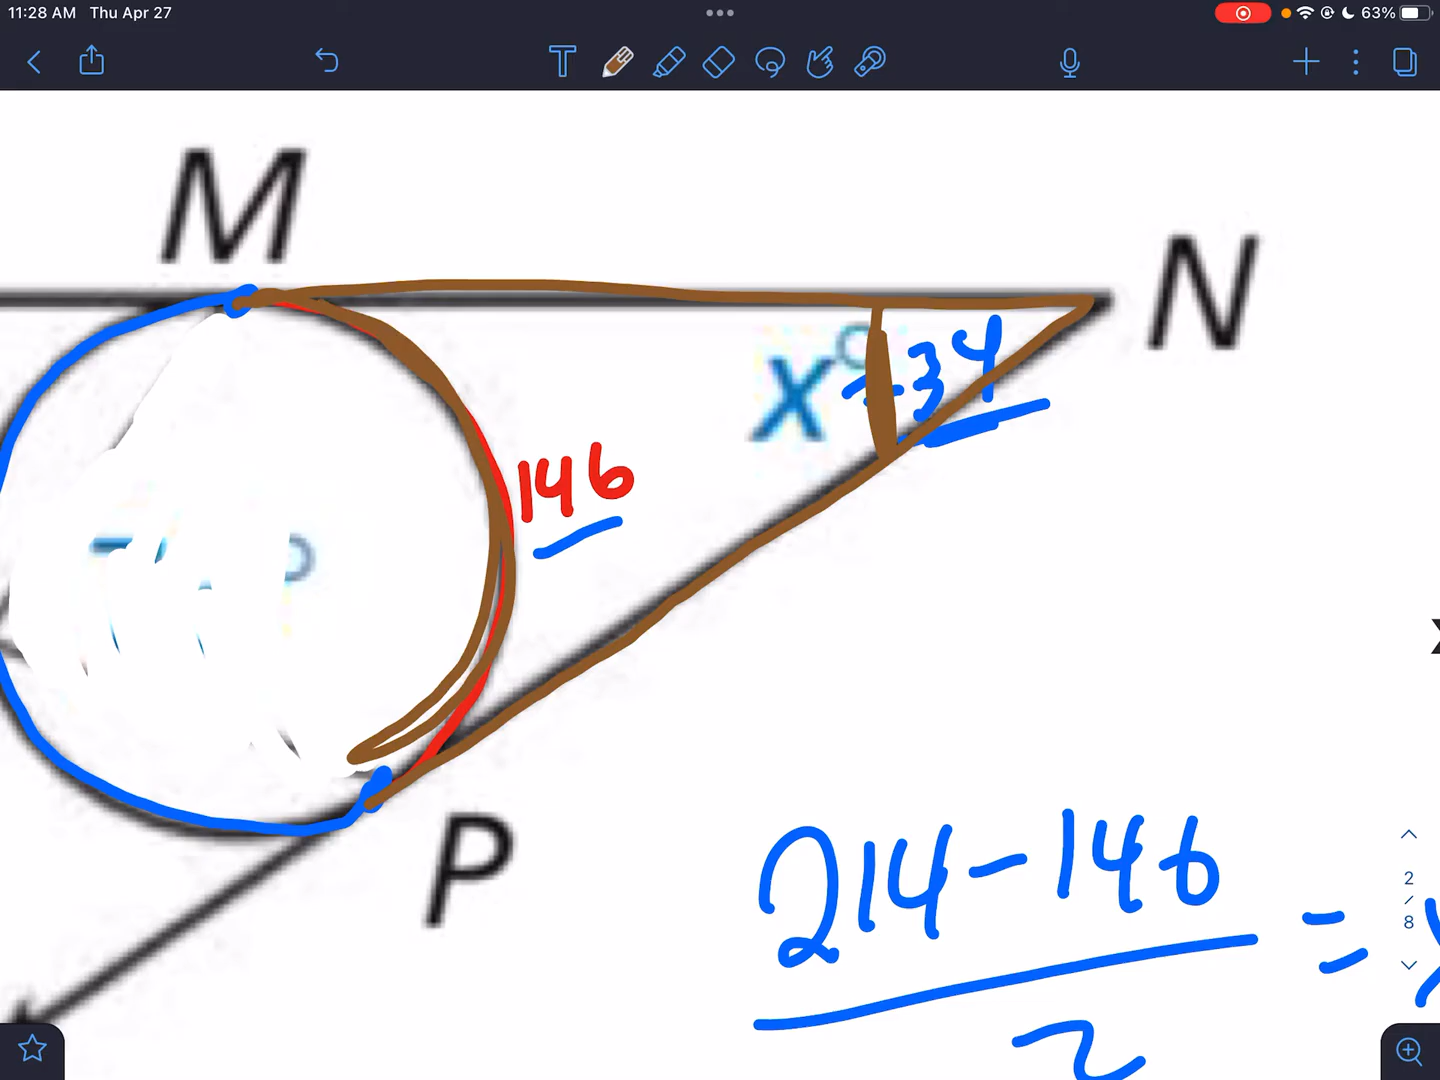 11:28 AM Thu Apr 27
63%
T
M
N
x° = 34
146
P
214 - 146
= x
2
2
/
8